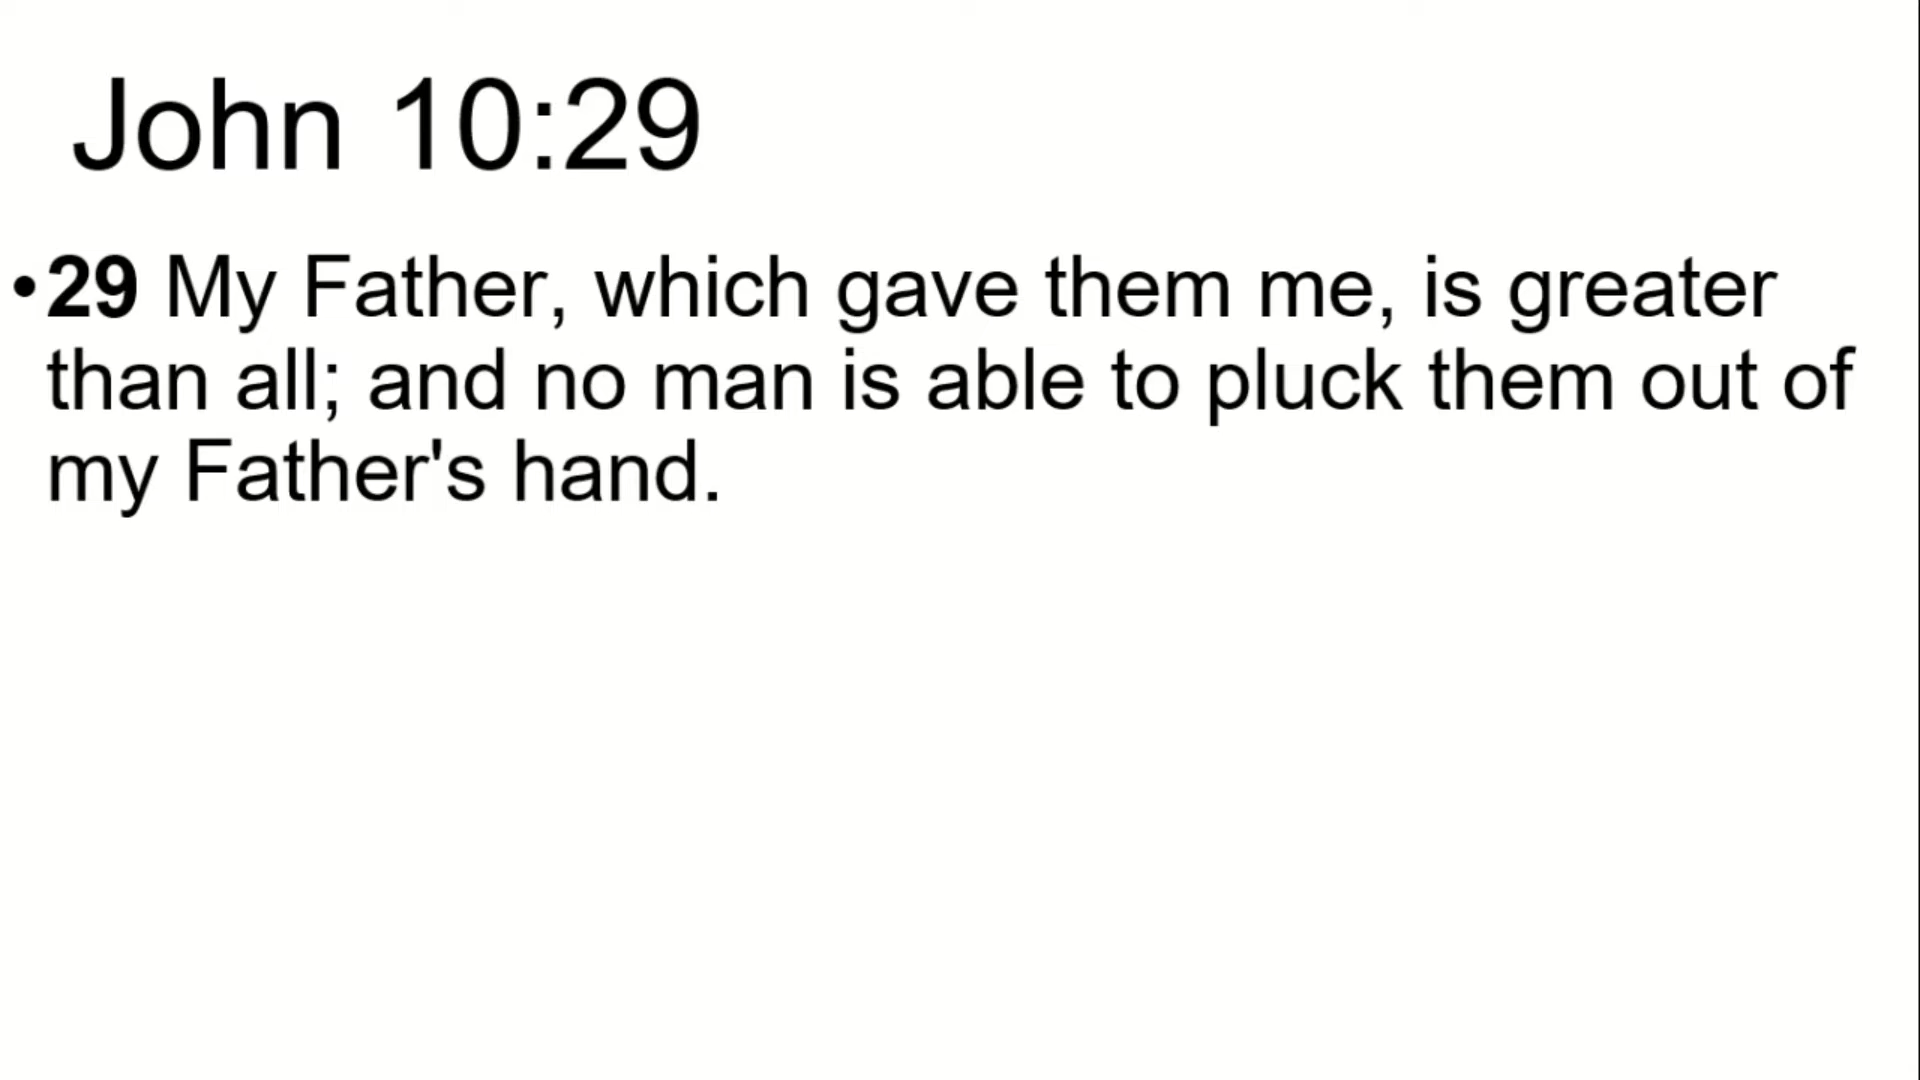 John 10:29
•29 My Father, which gave them me, is greater
than all; and no man is able to pluck them out of
my Father's hand.